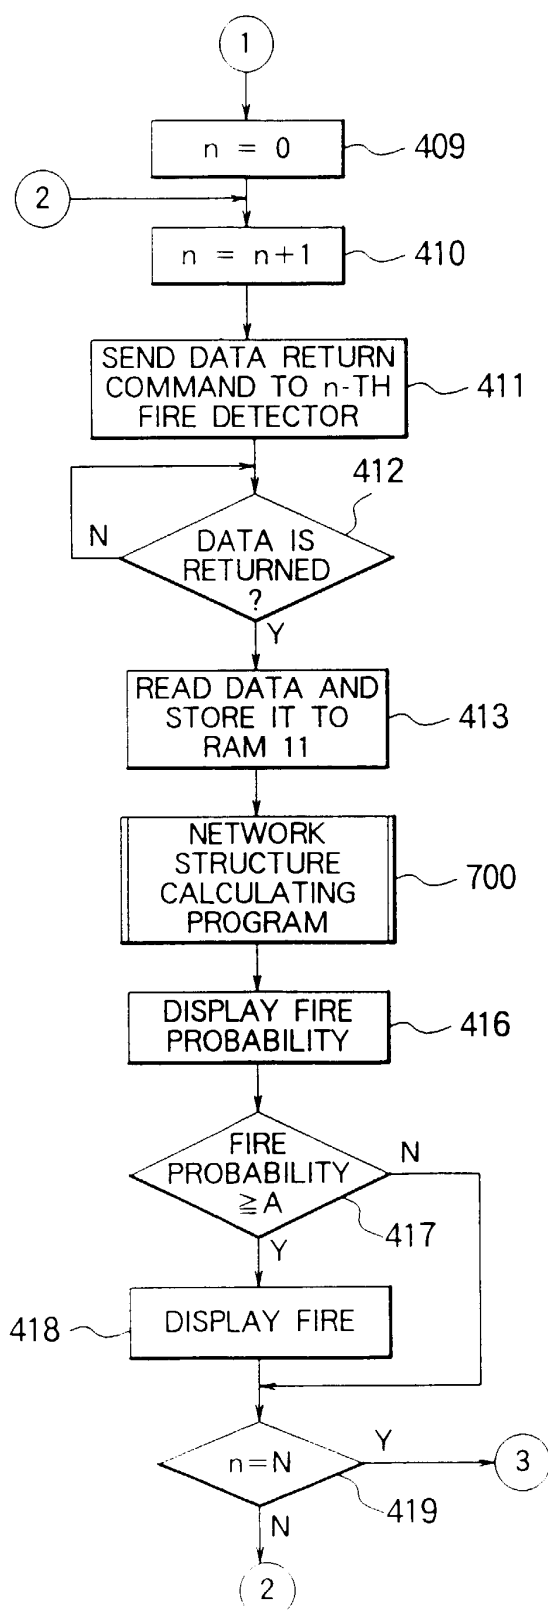 1
n = 0
409
2
n = n+1
410
SEND DATA RETURN
COMMAND TO n-TH
FIRE DETECTOR
411
412
N
DATA IS
RETURNED
?
Y
READ DATA AND
STORE IT TO
RAM 11
413
NETWORK
STRUCTURE
CALCULATING
PROGRAM
700
DISPLAY FIRE
PROBABILITY
416
FIRE
PROBABILITY
≧A
N
417
Y
418
DISPLAY FIRE
n=N
Y
3
419
N
2